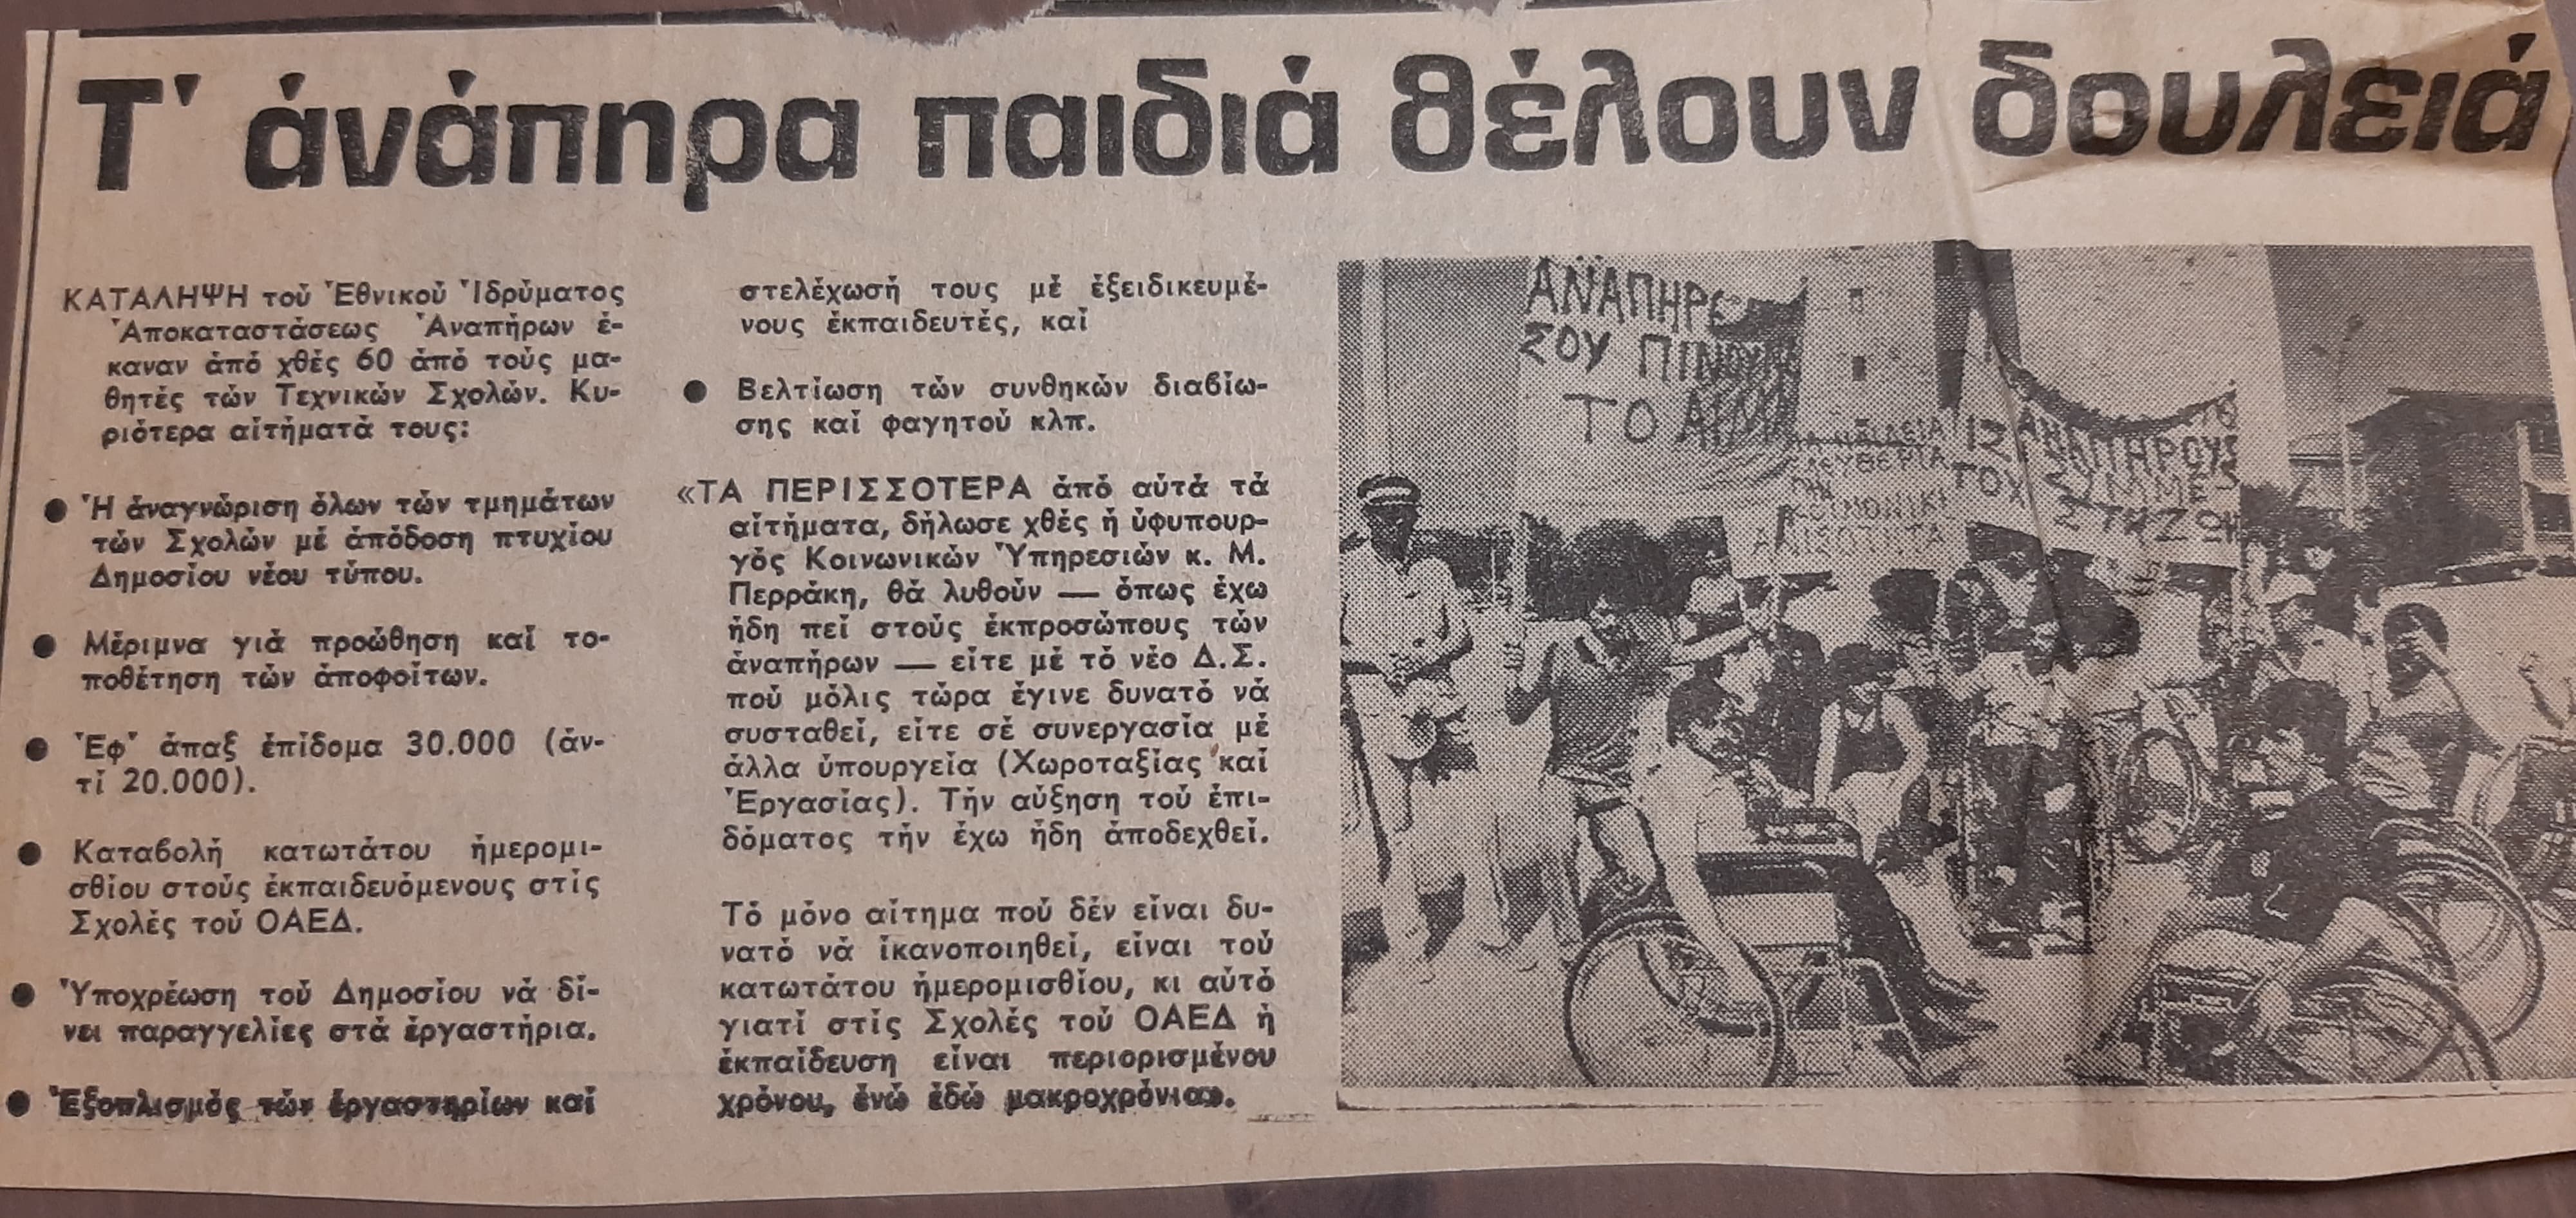 Τ' ἀνάπηρα παιδιά θέλουν δουλειά
ΚΑΤΑΛΗΨΗ τοῦ Ἐθνικοῦ Ἱδρύματος
Ἀποκαταστάσεως Ἀναπήρων ἔ-
καναν ἀπό χθές 60 ἀπό τούς μα-
θητές τῶν Τεχνικῶν Σχολῶν. Κυ-
ριότερα αἰτήματά τους:
● Ἡ ἀναγνώριση ὅλων τῶν τμημάτων
τῶν Σχολῶν μέ ἀπόδοση πτυχίου
Δημοσίου νέου τύπου.
● Μέριμνα γιά προώθηση καί το-
ποθέτηση τῶν ἀποφοίτων.
● Ἐφ' ἅπαξ ἐπίδομα 30.000 (ἀν-
τί 20.000).
● Καταβολή κατωτάτου ἡμερομι-
σθίου στούς ἐκπαιδευόμενους στίς
Σχολές τοῦ ΟΑΕΔ.
● Ὑποχρέωση τοῦ Δημοσίου νά δί-
νει παραγγελίες στά ἐργαστήρια.
● Ἐξοπλισμός τῶν ἐργαστηρίων καί
στελέχωσή τους μέ ἐξειδικευμέ-
νους ἐκπαιδευτές, καί
● Βελτίωση τῶν συνθηκῶν διαβίω-
σης καί φαγητοῦ κλπ.
«ΤΑ ΠΕΡΙΣΣΟΤΕΡΑ ἀπό αὐτά τά
αἰτήματα, δήλωσε χθές ἡ ὑφυπουρ-
γός Κοινωνικῶν Ὑπηρεσιῶν κ. Μ.
Περράκη, θά λυθοῦν — ὅπως ἔχω
ἤδη πεῖ στούς ἐκπροσώπους τῶν
ἀναπήρων — εἴτε μέ τό νέο Δ.Σ.
πού μόλις τώρα ἔγινε δυνατό νά
συσταθεῖ, εἴτε σέ συνεργασία μέ
ἄλλα ὑπουργεῖα (Χωροταξίας καί
Ἐργασίας). Τήν αὔξηση τοῦ ἐπι-
δόματος τήν ἔχω ἤδη ἀποδεχθεῖ.
Τό μόνο αἴτημα πού δέν εἶναι δυ-
νατό νά ἱκανοποιηθεῖ, εἶναι τοῦ
κατωτάτου ἡμερομισθίου, κι αὐτό
γιατί στίς Σχολές τοῦ ΟΑΕΔ ἡ
ἐκπαίδευση εἶναι περιορισμένου
χρόνου, ἐνῶ ἐδῶ μακροχρόνια».
ΑΝΑΠΗΡΕ
ΣΟΥ ΠΙΝΟΥΝ
ΤΟ ΑΙΜΑ
ΑΝΑΠΗΡΟΥΣ
ΣΤΗ ΖΩΗ